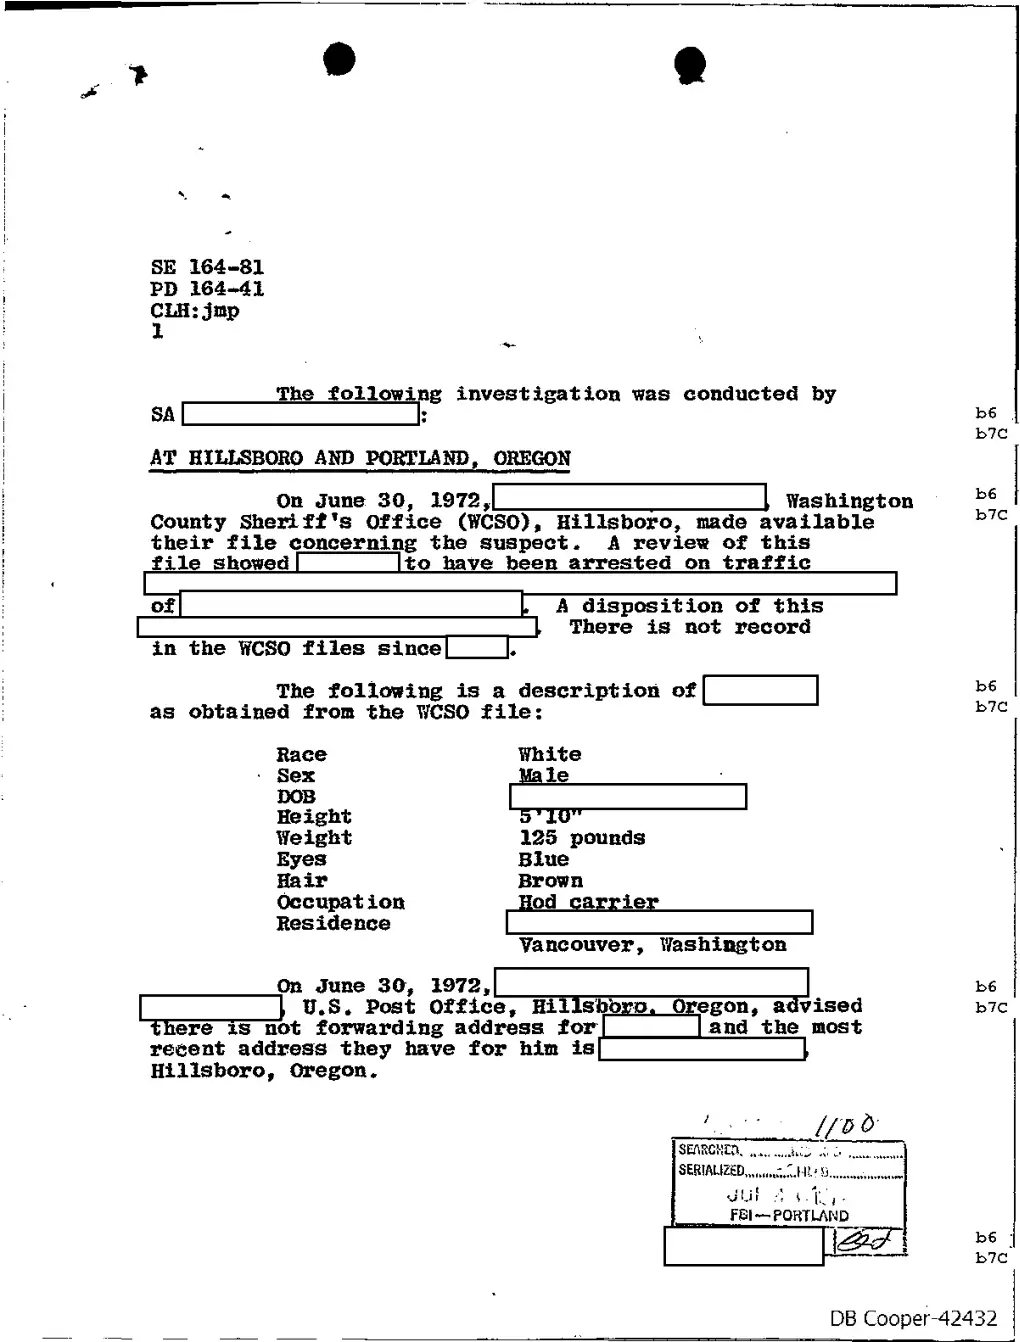 SE 164-81
PD 164-41
CLH:jmp
1
The following investigation was conducted by
SA :
b6
b7C
AT HILLSBORO AND PORTLAND, OREGON
On June 30, 1972, , Washington
b6
County Sheriff's Office (WCSO), Hillsboro, made available
b7C
their file concerning the suspect. A review of this
file showed to have been arrested on traffic
of . A disposition of this
. There is not record
in the WCSO files since .
The following is a description of
b6
as obtained from the WCSO file:
b7C
Race White
Sex Male
DOB
Height 5'10"
Weight 125 pounds
Eyes Blue
Hair Brown
Occupation Hod carrier
Residence
Vancouver, Washington
On June 30, 1972,
b6
, U.S. Post Office, Hillsboro, Oregon, advised
b7C
there is not forwarding address for and the most
recent address they have for him is ,
Hillsboro, Oregon.
1100
SEARCHED
SERIALIZED
FBI—PORTLAND
b6
b7C
DB Cooper-42432